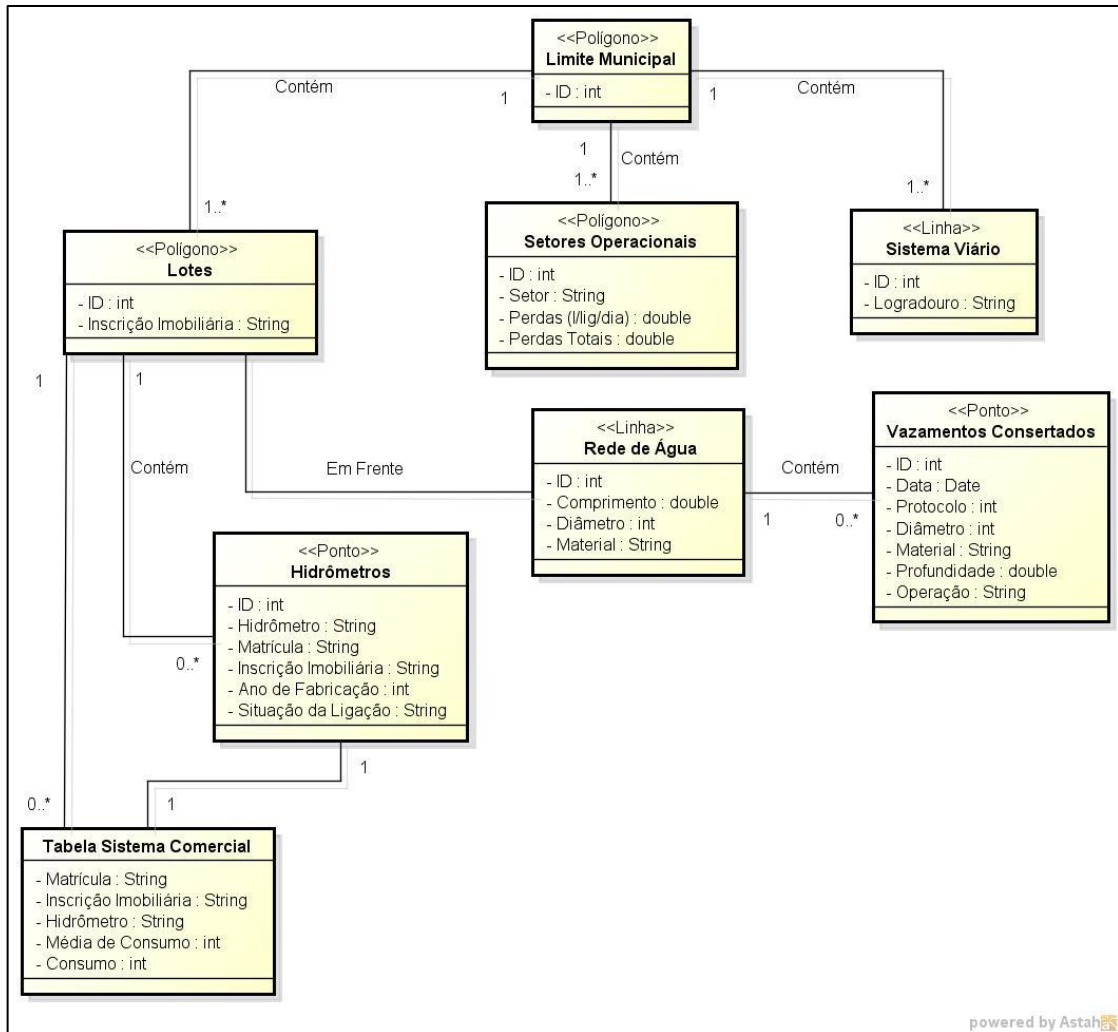 <<Polígono>>
Limite Municipal
- ID : int
Contém
1
1
Contém
1
Contém
1..*
1..*
1..*
<<Polígono>>
Lotes
- ID : int
- Inscrição Imobiliária : String
<<Polígono>>
Setores Operacionais
- ID : int
- Setor : String
- Perdas (l/lig/dia) : double
- Perdas Totais : double
<<Linha>>
Sistema Viário
- ID : int
- Logradouro : String
1
1
Contém
Em Frente
<<Linha>>
Rede de Água
- ID : int
- Comprimento : double
- Diâmetro : int
- Material : String
Contém
1
0..*
<<Ponto>>
Vazamentos Consertados
- ID : int
- Data : Date
- Protocolo : int
- Diâmetro : int
- Material : String
- Profundidade : double
- Operação : String
<<Ponto>>
Hidrômetros
- ID : int
- Hidrômetro : String
- Matrícula : String
- Inscrição Imobiliária : String
- Ano de Fabricação : int
- Situação da Ligação : String
0..*
1
1
0..*
Tabela Sistema Comercial
- Matrícula : String
- Inscrição Imobiliária : String
- Hidrômetro : String
- Média de Consumo : int
- Consumo : int
powered by Astah